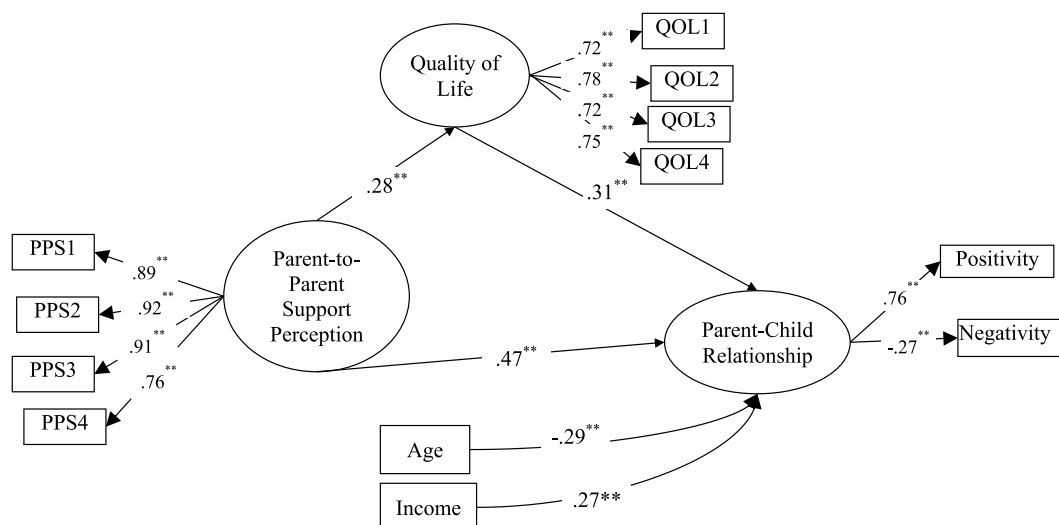 QOL1
.72**
Quality of
Life
.78**
QOL2
.72**
QOL3
.75**
QOL4
.28**
.31**
PPS1
.89**
Parent-to-
Parent
Support
Perception
PPS2
.92**
PPS3
.91**
.76**
PPS4
.47**
Parent-Child
Relationship
Positivity
.76**
-.27**
Negativity
Age
-.29**
Income
.27**